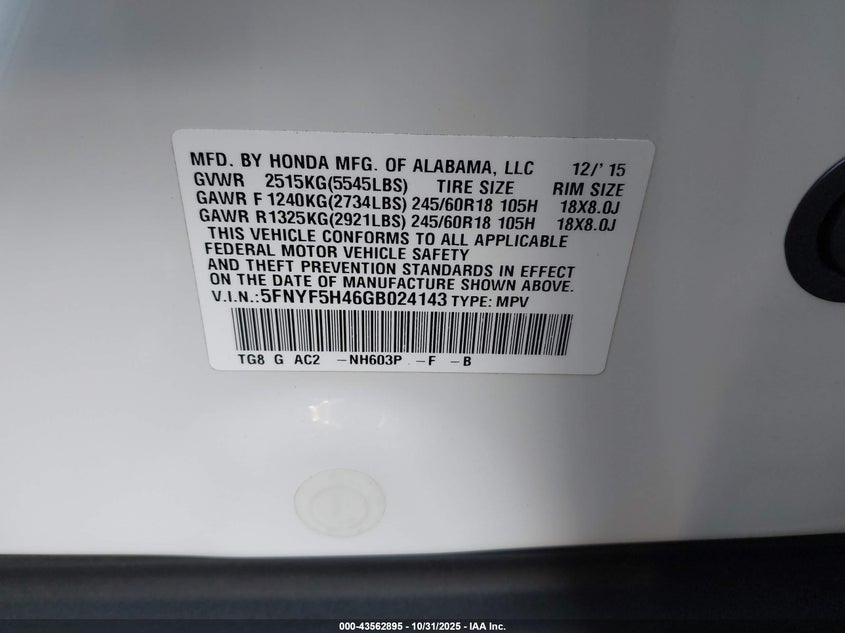 MFD. BY HONDA MFG. OF ALABAMA, LLC 12/' 15
GVWR 2515KG(5545LBS) TIRE SIZE RIM SIZE
GAWR F 1240KG(2734LBS) 245/60R18 105H 18X8.0J
GAWR R1325KG(2921LBS) 245/60R18 105H 18X8.0J
THIS VEHICLE CONFORMS TO ALL APPLICABLE
FEDERAL MOTOR VEHICLE SAFETY
AND THEFT PREVENTION STANDARDS IN EFFECT
ON THE DATE OF MANUFACTURE SHOWN ABOVE.
V.I.N.:5FNYF5H46GB024143 TYPE: MPV
TG8 G AC2 -NH603P -F -B
000-43562895 - 10/31/2025 - IAA Inc.